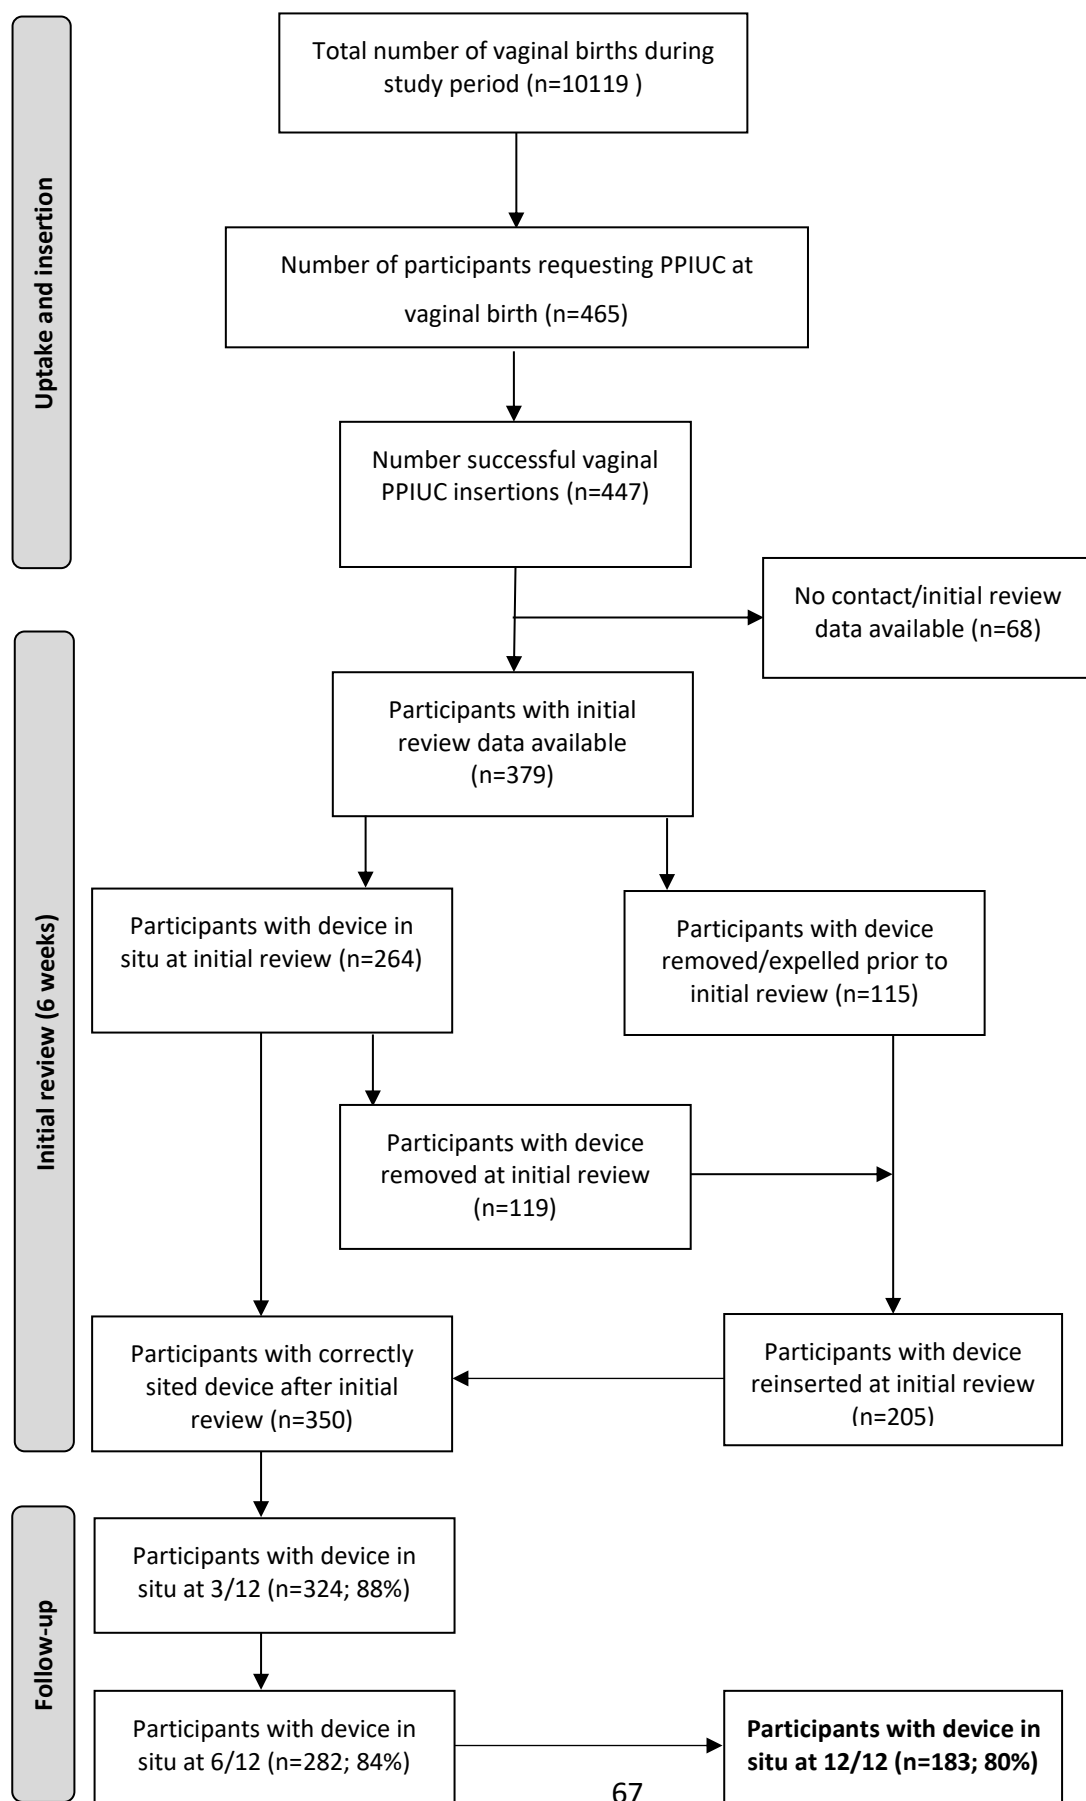 Uptake and insertion
Total number of vaginal births during
study period (n=10119 )
Number of participants requesting PPIUC at
vaginal birth (n=465)
Number successful vaginal
PPIUC insertions (n=447)
No contact/initial review
data available (n=68)
Initial review (6 weeks)
Participants with initial
review data available
(n=379)
Participants with device in
situ at initial review (n=264)
Participants with device
removed/expelled prior to
initial review (n=115)
Participants with device
removed at initial review
(n=119)
Participants with correctly
sited device after initial
review (n=350)
Participants with device
reinserted at initial review
(n=205)
Follow-up
Participants with device in
situ at 3/12 (n=324; 88%)
Participants with device in
situ at 6/12 (n=282; 84%)
Participants with device in
situ at 12/12 (n=183; 80%)
67